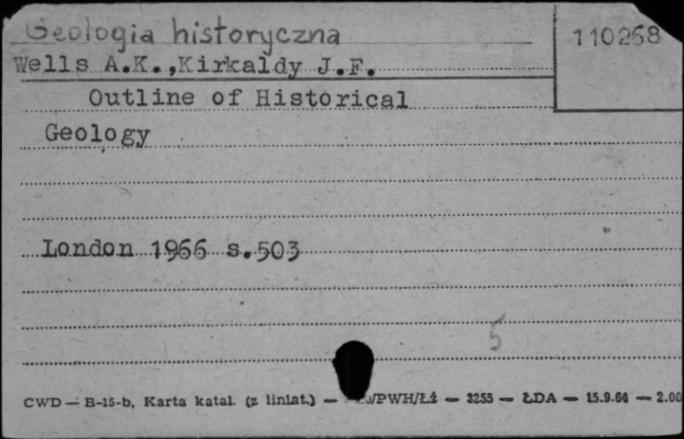 Geologia historyczna
110268
Wells A.K.,Kirkaldy J.F.
Outline of Historical
Geology
London 1966 s.503
5
CWD — B-15-b, Karta katal. (z liniat.) — /PWH/Łź — 3255 — ŁDA — 15.9.64 — 2.00